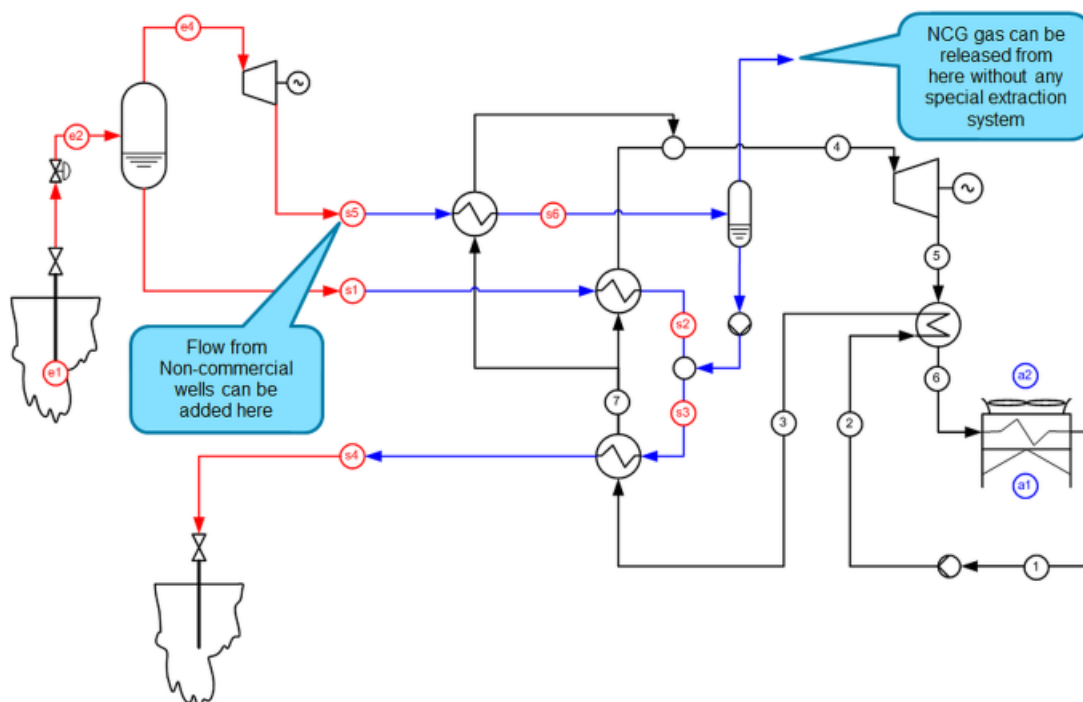 e4
NCG gas can be
released from
here without any
special extraction
system
e2
~
4
~
s5
s6
5
s1
Flow from
Non-commercial
wells can be
added here
s2
e1
6
a2
7
s3
3
2
s4
a1
1